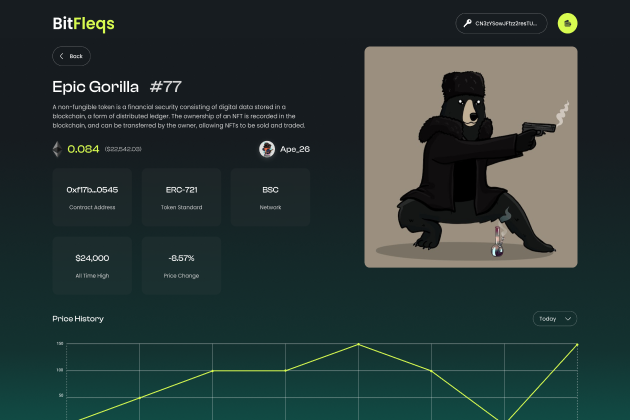 BitFleqs
CN3zY5owJFfzz2resTU...
Back
Epic Gorilla #77
A non-fungible token is a financial security consisting of digital data stored in a
blockchain, a form of distributed ledger. The ownership of an NFT is recorded in the
blockchain, and can be transferred by the owner, allowing NFTs to be sold and traded.
0.084 ($22,542.03) Ape_26
0xf17b...0545 ERC-721 BSC
Contract Address Token Standard Network
$24,000 -8.57%
All Time High Price Change
Price History Today
150
100
50